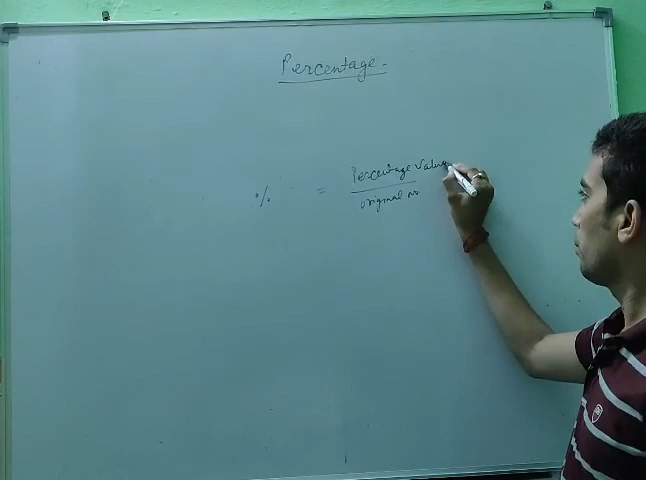 Percentage.
% = Percentage Value
original no